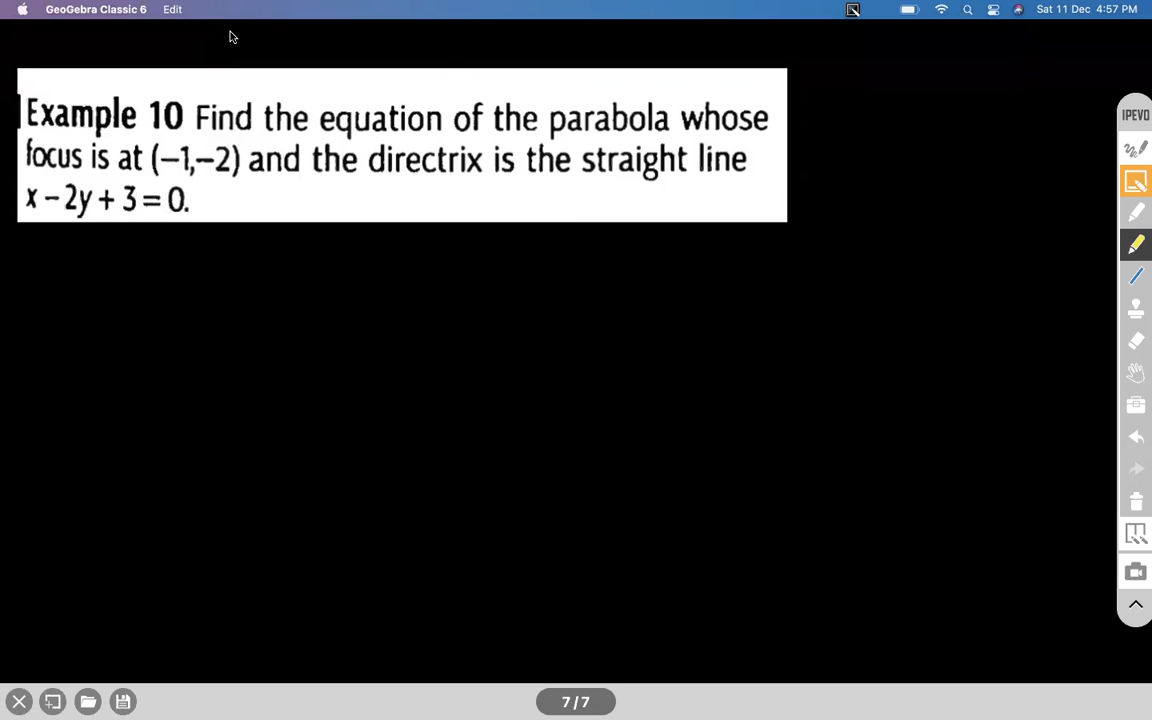 GeoGebra Classic 6 Edit Sat 11 Dec 4:57 PM
Example 10 Find the equation of the parabola whose
focus is at (−1,−2) and the directrix is the straight line
x − 2y + 3 = 0.
IPEVO
7 / 7